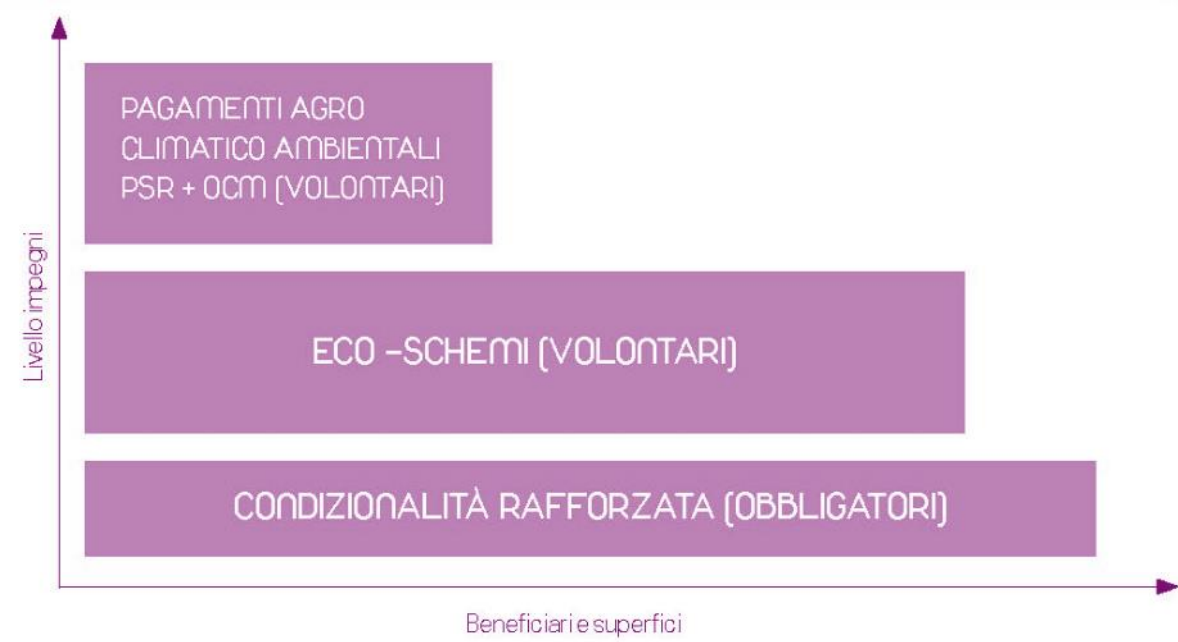 PAGAMENTI AGRO
CLIMATICO AMBIENTALI
PSR + OCM (VOLONTARI)
Livello impegni
ECO -SCHEMI (VOLONTARI)
CONDIZIONALITÀ RAFFORZATA (OBBLIGATORI)
Beneficiari e superfici